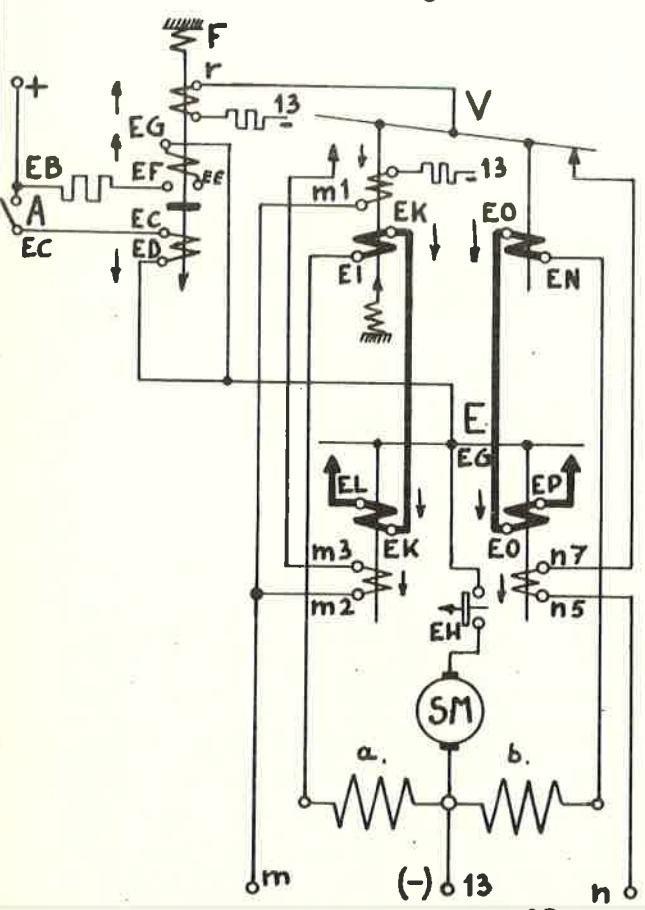 F
r
+
13
V
EG
EB
EF
EE
13
A
m1
EC
EK
EO
EC
ED
EI
EN
E
EG
EL
EP
EK
EO
m3
n7
m2
n5
EH
SM
a.
b.
m
(-) 13
n